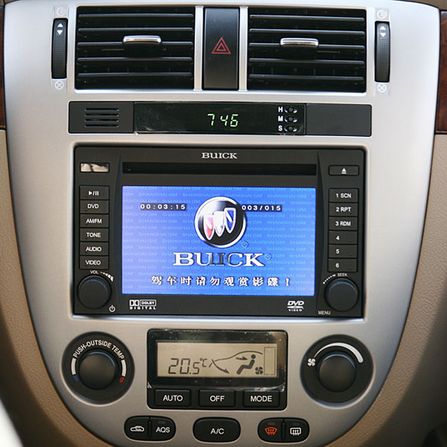 7:46
H
M
S
BUICK
▶/II
DVD
AM/FM
TONE
AUDIO
VIDEO
VOL
00:03:15
003/015
BUICK
驾车时请勿观赏影碟！
1 SCN
2 RPT
3 RDM
4
5
6
SEEK
MENU
DOLBY
DIGITAL
DVD
VIDEO
PUSH-OUTSIDE TEMP
20.5℃
AUTO
OFF
MODE
AQS
A/C